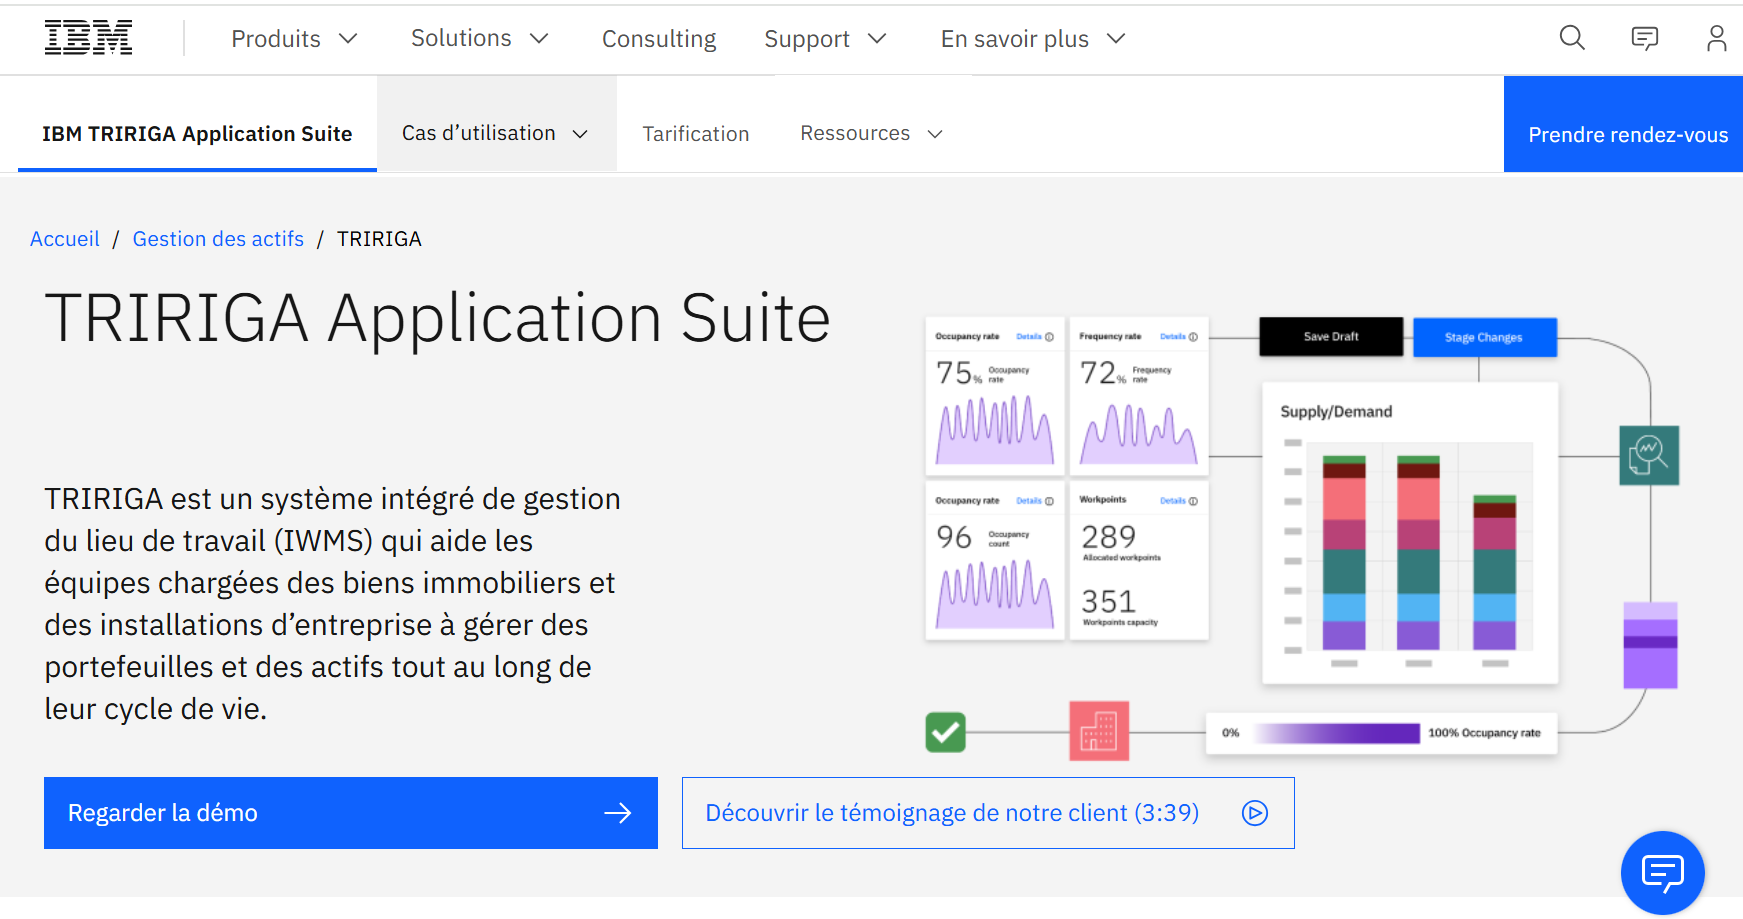 IBM
Produits
Solutions
Consulting
Support
En savoir plus
IBM TRIRIGA Application Suite
Cas d’utilisation
Tarification
Ressources
Prendre rendez-vous
Accueil / Gestion des actifs / TRIRIGA
TRIRIGA Application Suite
TRIRIGA est un système intégré de gestion
du lieu de travail (IWMS) qui aide les
équipes chargées des biens immobiliers et
des installations d’entreprise à gérer des
portefeuilles et des actifs tout au long de
leur cycle de vie.
Regarder la démo
Découvrir le témoignage de notre client (3:39)
Occupancy rate Details
75% Occupancy
rate
Frequency rate Details
72% Frequency
rate
Occupancy rate Details
96 Occupancy
count
Workpoints Details
289
Allocated workpoints
351
Workpoints capacity
Save Draft
Stage Changes
Supply/Demand
0%
100% Occupancy rate